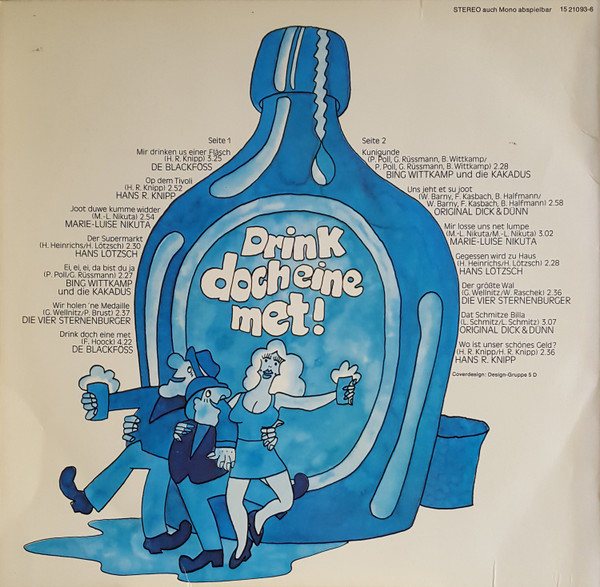 STEREO auch Mono abspielbar 15 21093-6
Seite 1
Mir drinken us einer Fläsch
(H. R. Knipp) 3.25
DE BLACKFÖSS
Op dem Tivoli
(H. R. Knipp) 2.52
HANS R. KNIPP
Joot duwe kumme widder
(M.-L. Nikuta) 2.54
MARIE-LUISE NIKUTA
Der Supermarkt
(H. Heinrichs/H. Lötzsch) 2.30
HANS LÖTZSCH
Ei, ei, ei, da bist du ja
(P. Poll/G. Rüssmann) 2.27
BING WITTKAMP
und die KAKADUS
Wir holen 'ne Medaille
(G. Wellnitz/P. Brust) 2.37
DIE VIER STERNENBURGER
Drink doch eine met
(F. Hoock) 4.22
DE BLACKFÖSS
Seite 2
Kunigunde
(P. Poll, G. Rüssmann, B. Wittkamp/
P. Poll, G. Rüssmann, B. Wittkamp) 2.28
BING WITTKAMP und die KAKADUS
Uns jeht et su joot
(W. Barny, F. Kasbach, B. Halfmann/
W. Barny, F. Kasbach, B. Halfmann) 2.58
ORIGINAL DICK & DÜNN
Mir losse uns net lumpe
(M.-L. Nikuta/M.-L. Nikuta) 3.02
MARIE-LUISE NIKUTA
Gegessen wird zu Haus
(H. Heinrichs/H. Lötzsch) 2.28
HANS LÖTZSCH
Der größte Wal
(G. Wellnitz/W. Raschek) 2.36
DIE VIER STERNENBURGER
Dat Schmitze Billa
(L. Schmitz/L. Schmitz) 3.07
ORIGINAL DICK & DÜNN
Wo ist unser schönes Geld?
(H. R. Knipp/H. R. Knipp) 2.36
HANS R. KNIPP
Coverdesign: Design-Gruppe 5 D
Drink
doch eine
met!